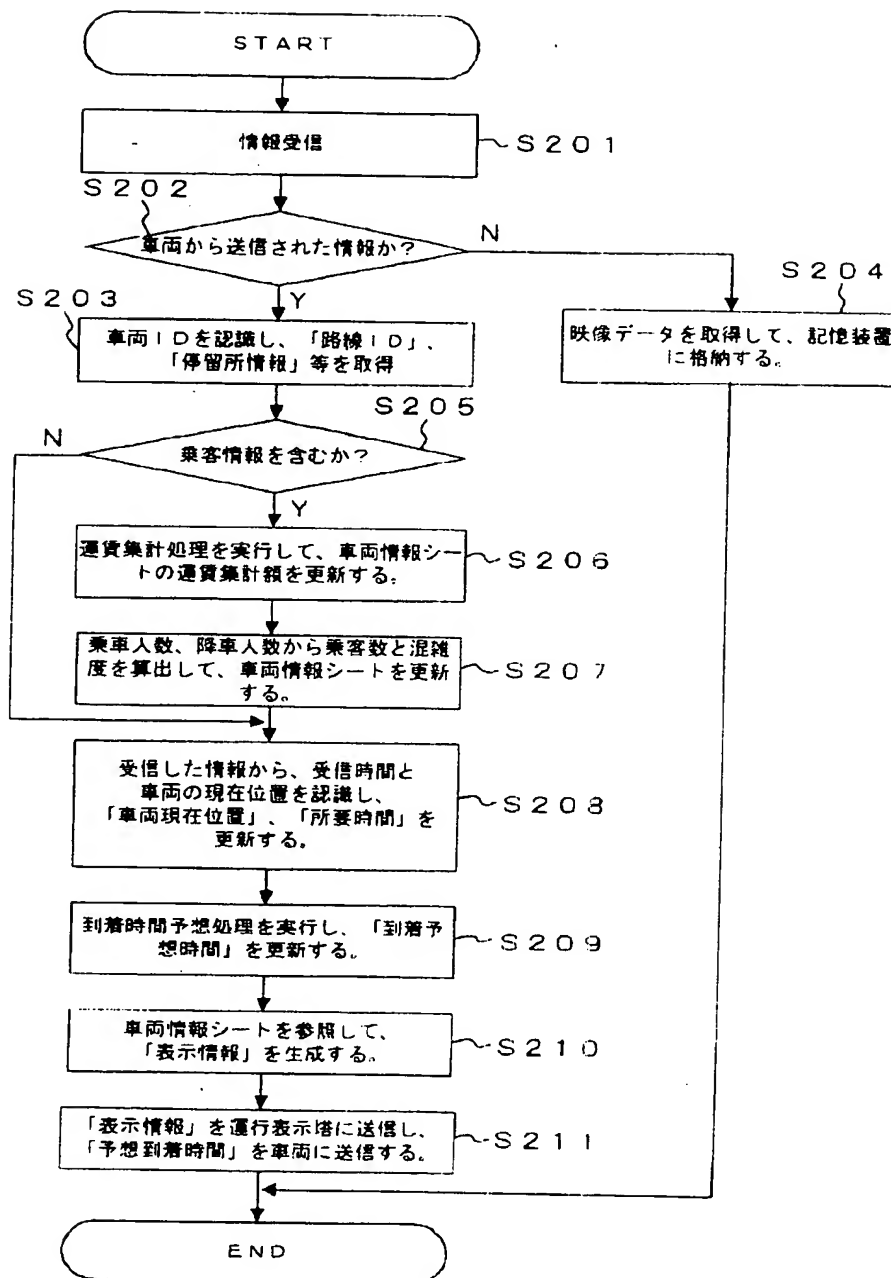 START
情報受信
S201
S202
車両から送信された情報か?
N
Y
S203
車両IDを認識し、「路線ID」、
「停留所情報」等を取得
S204
映像データを取得して、記憶装置
に格納する。
S205
乗客情報を含むか?
N
Y
運賃集計処理を実行して、車両情報シー
トの運賃集計額を更新する。
S206
乗車人数、降車人数から乗客数と混雑
度を算出して、車両情報シートを更新
する。
S207
受信した情報から、受信時間と
車両の現在位置を認識し、
「車両現在位置」、「所要時間」を
更新する。
S208
到着時間予想処理を実行し、「到着予
想時間」を更新する。
S209
車両情報シートを参照して、
「表示情報」を生成する。
S210
「表示情報」を運行表示塔に送信し、
「予想到着時間」を車両に送信する。
S211
END